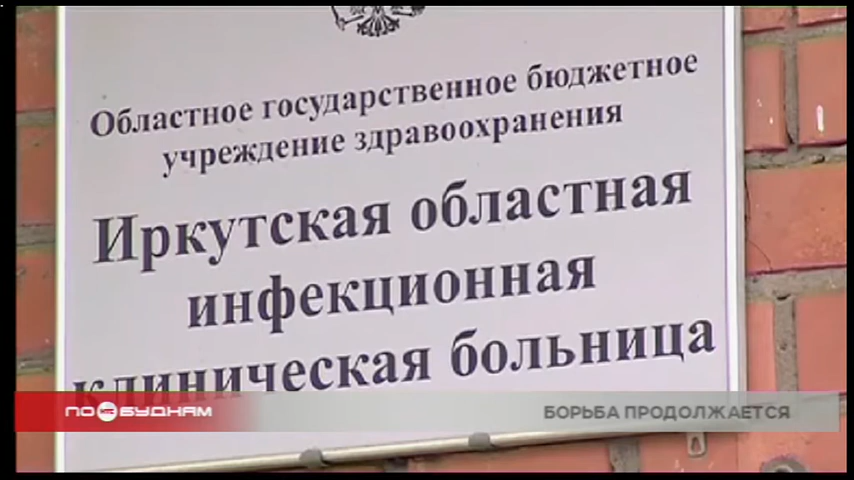 Областное государственное бюджетное
учреждение здравоохранения
Иркутская областная
инфекционная
клиническая больница
ПО БУДНЯМ
БОРЬБА ПРОДОЛЖАЕТСЯ